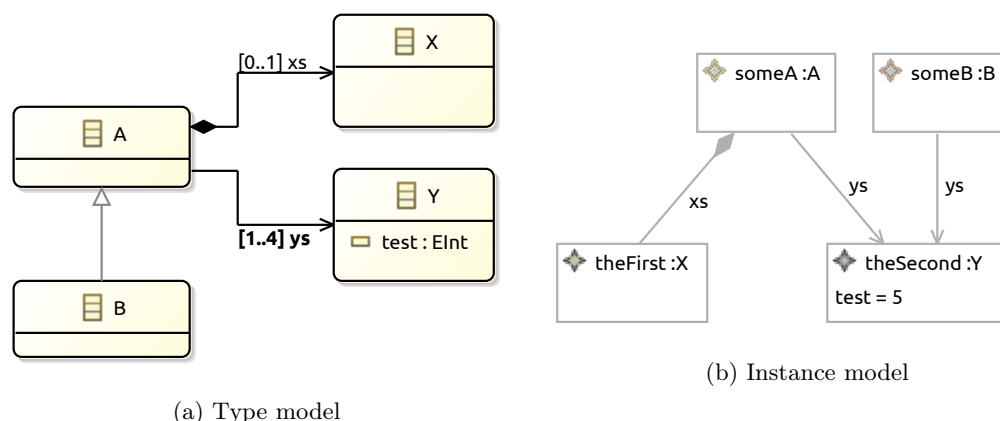 X
[0..1] xs
A
Y
[1..4] ys
test : EInt
B
(a) Type model
someA :A
someB :B
xs
ys
ys
theFirst :X
theSecond :Y
test = 5
(b) Instance model